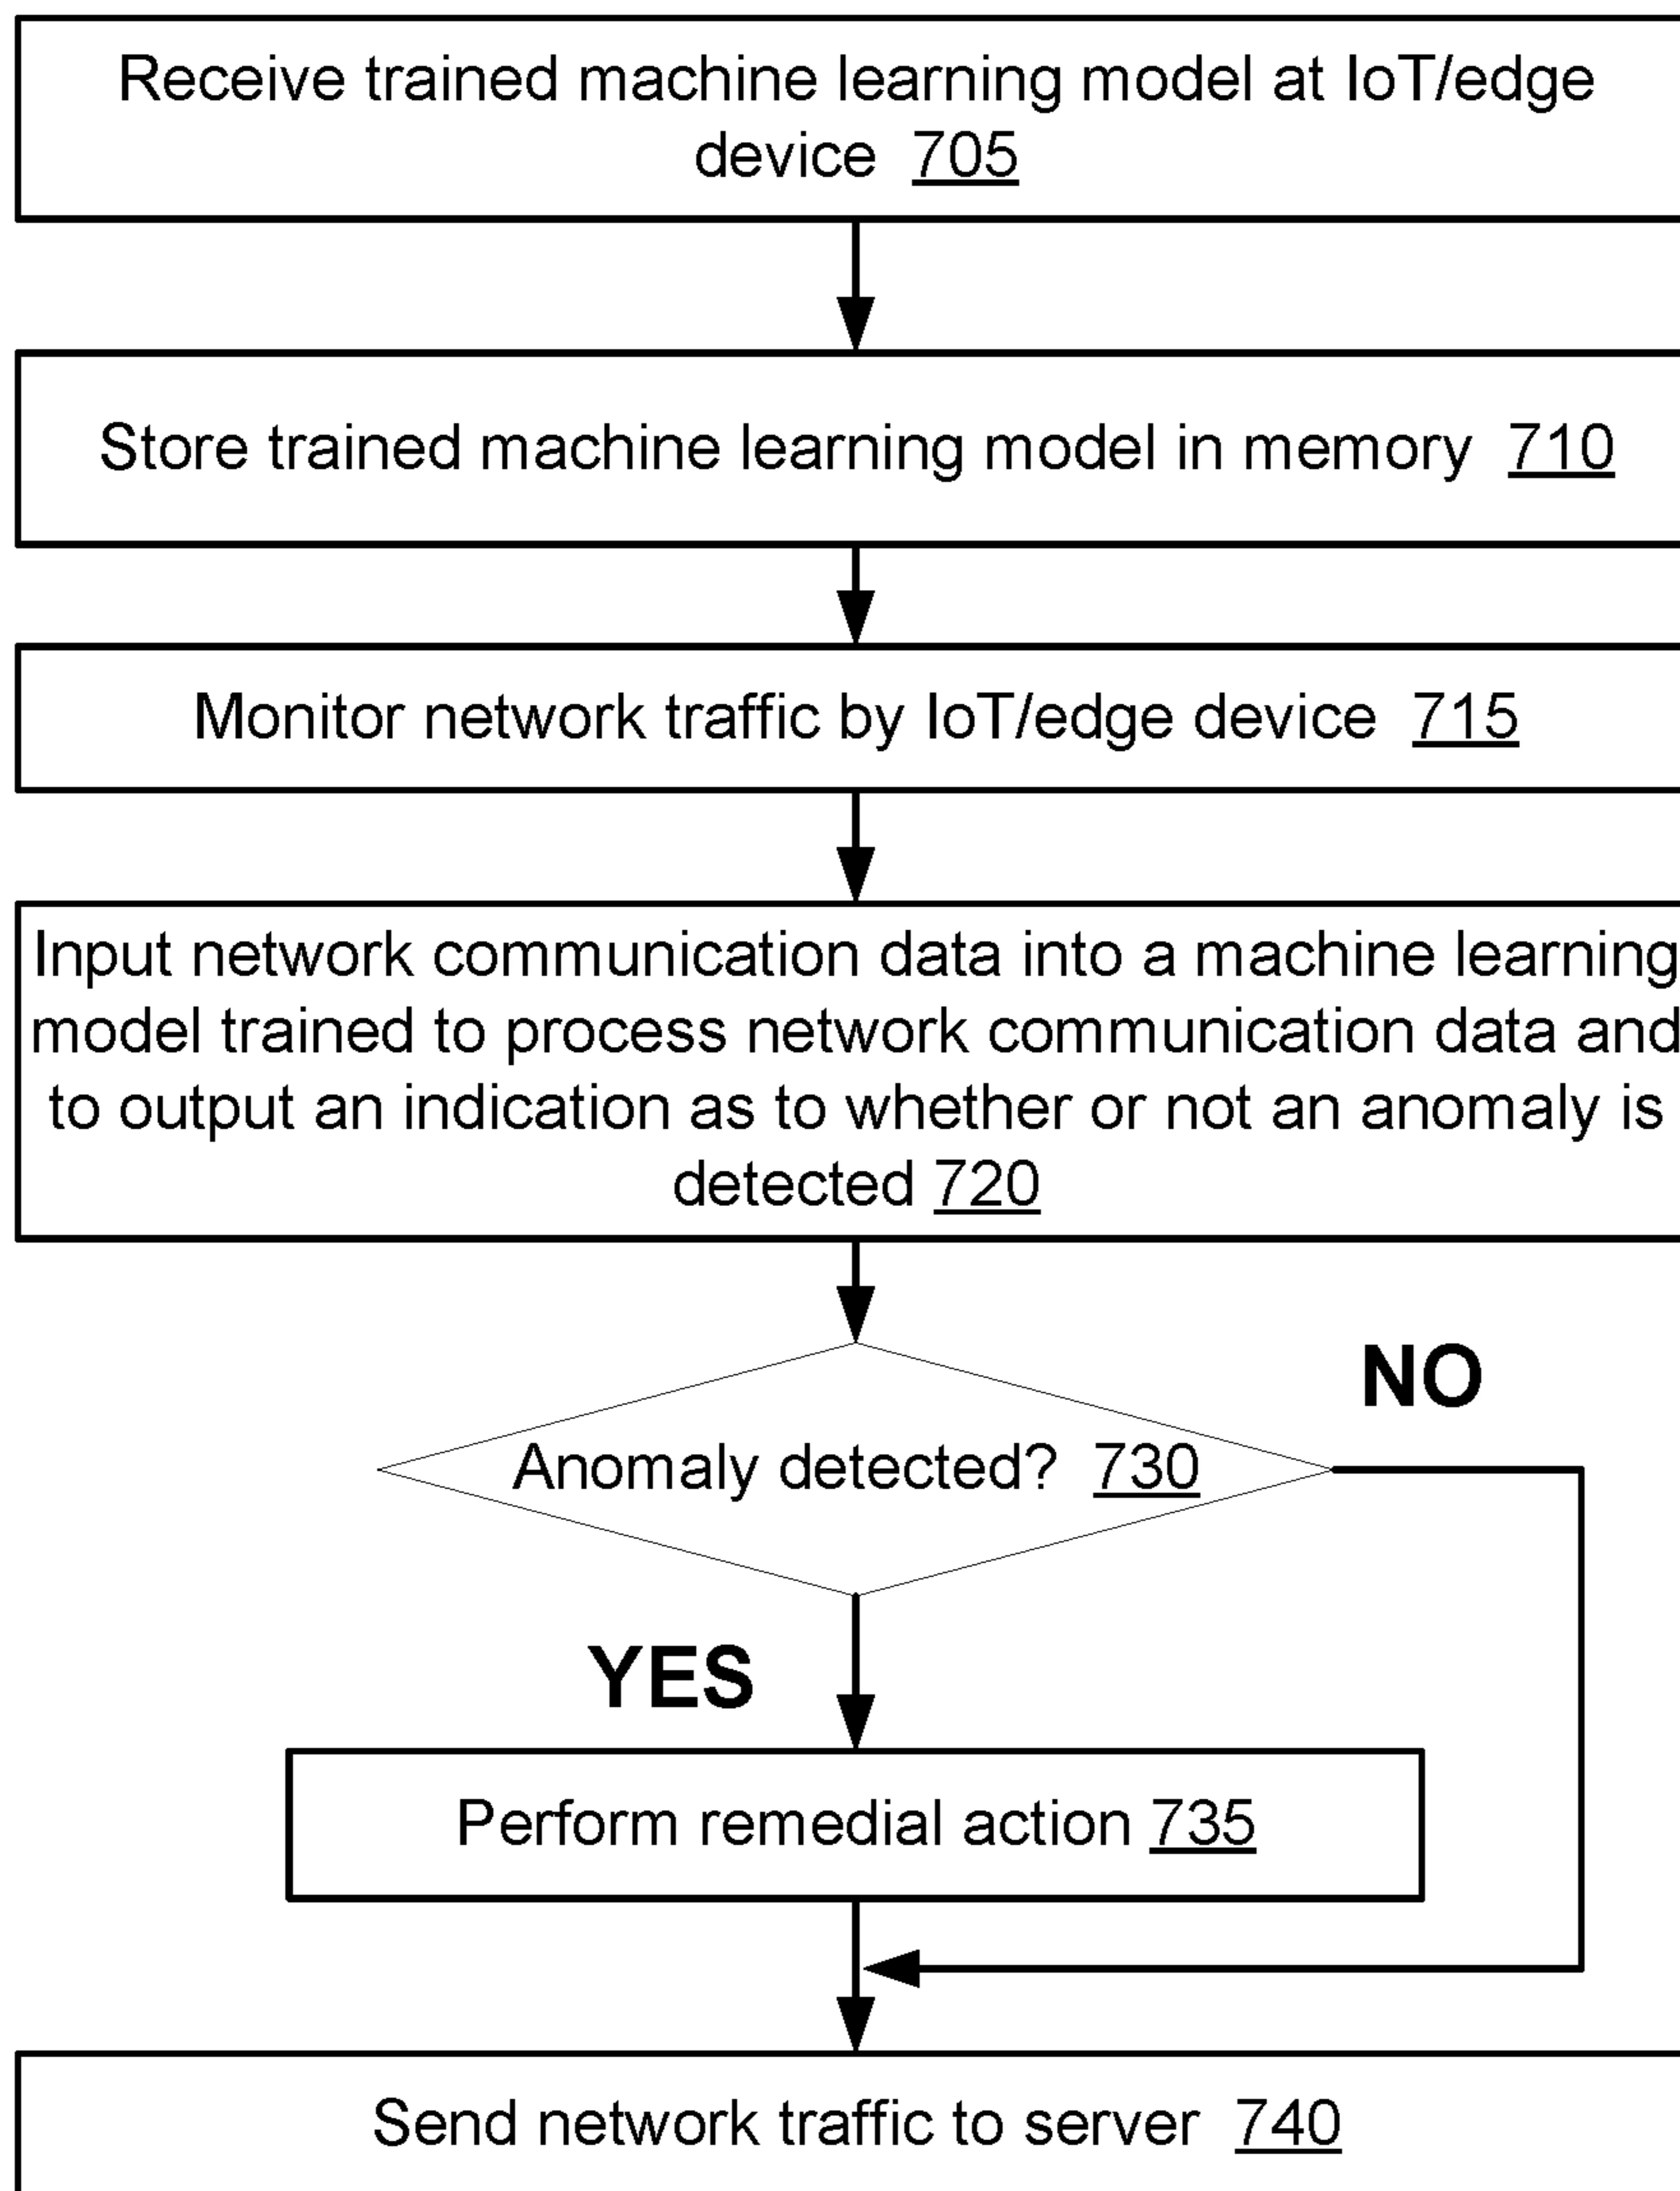 Receive trained machine learning model at IoT/edge
device 705
Store trained machine learning model in memory 710
Monitor network traffic by IoT/edge device 715
Input network communication data into a machine learning
model trained to process network communication data and
to output an indication as to whether or not an anomaly is
detected 720
NO
Anomaly detected? 730
YES
Perform remedial action 735
Send network traffic to server 740